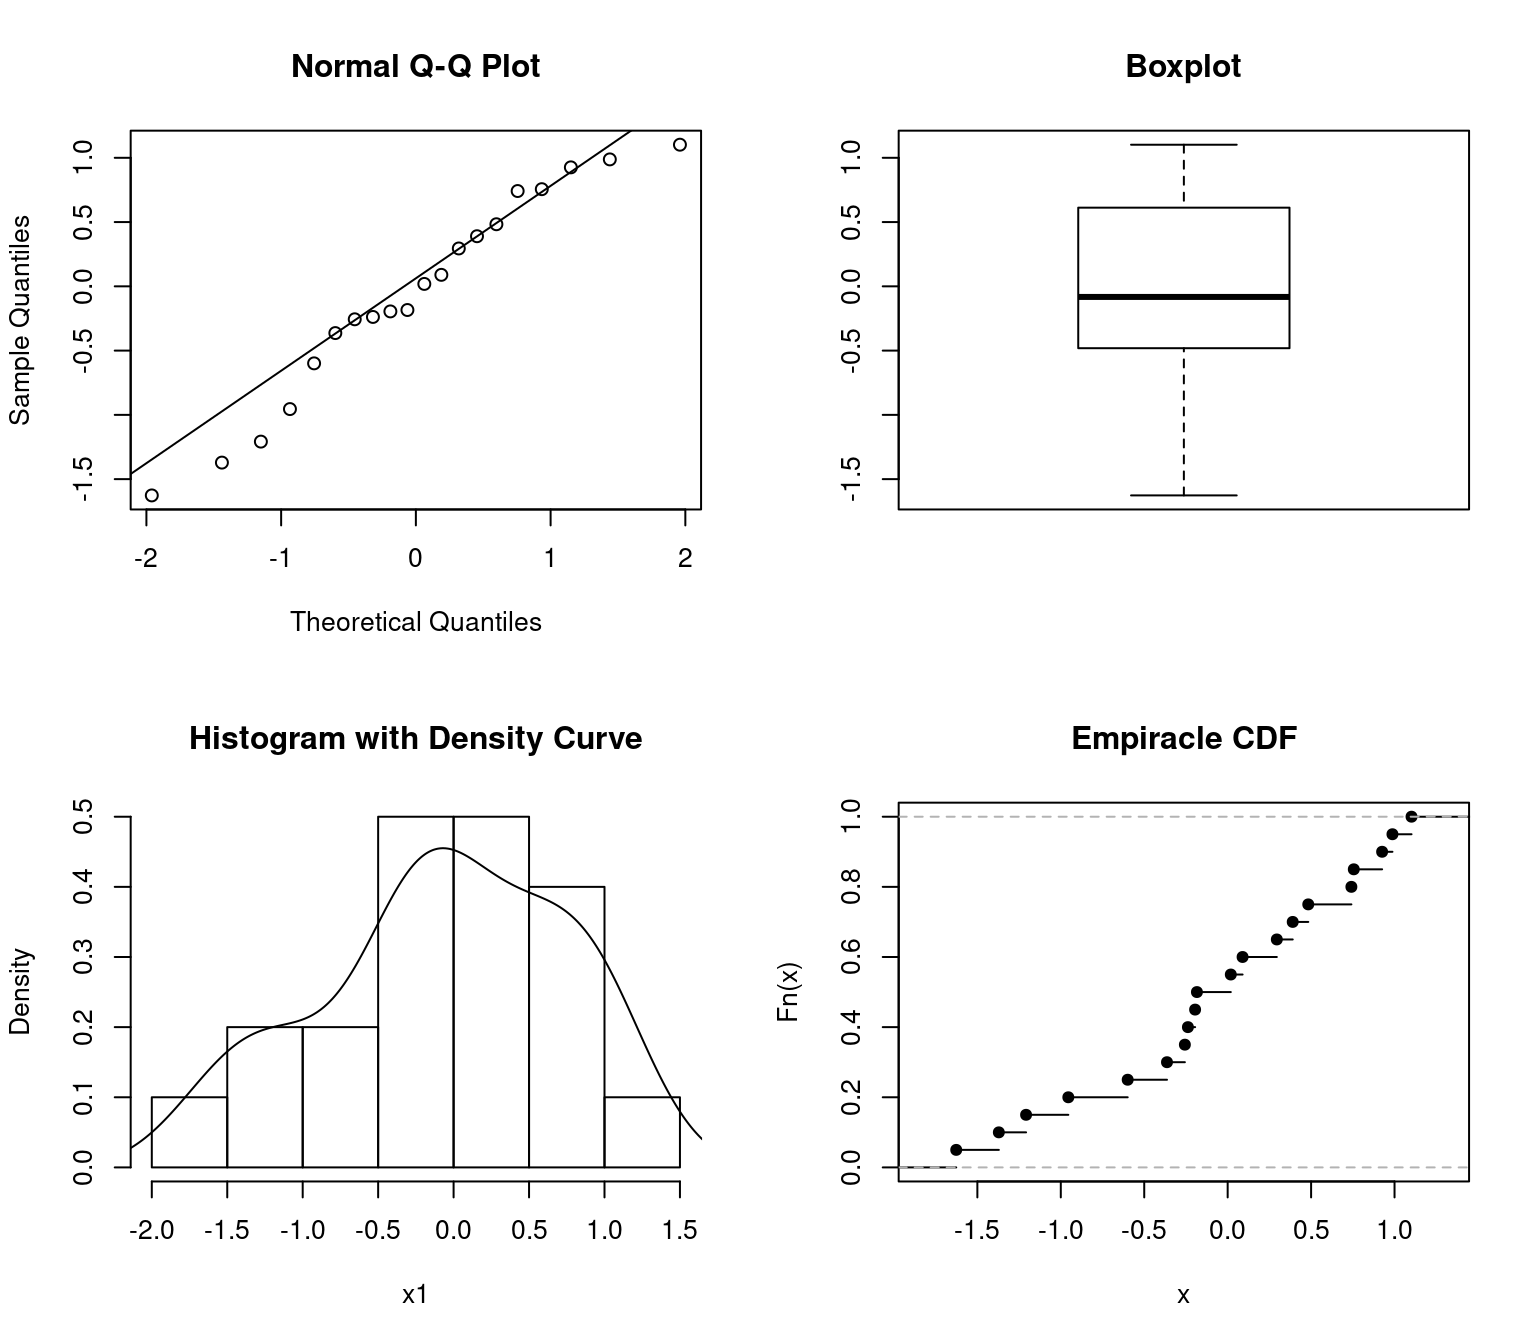 Normal Q-Q Plot
Sample Quantiles
1.0
0.5
0.0
-0.5
-1.5
-2 -1 0 1 2
Theoretical Quantiles
Boxplot
1.0
0.5
0.0
-0.5
-1.5
Histogram with Density Curve
Density
0.5
0.4
0.3
0.2
0.1
0.0
-2.0 -1.5 -1.0 -0.5 0.0 0.5 1.0 1.5
x1
Empiracle CDF
Fn(x)
1.0
0.8
0.6
0.4
0.2
0.0
-1.5 -1.0 -0.5 0.0 0.5 1.0
x